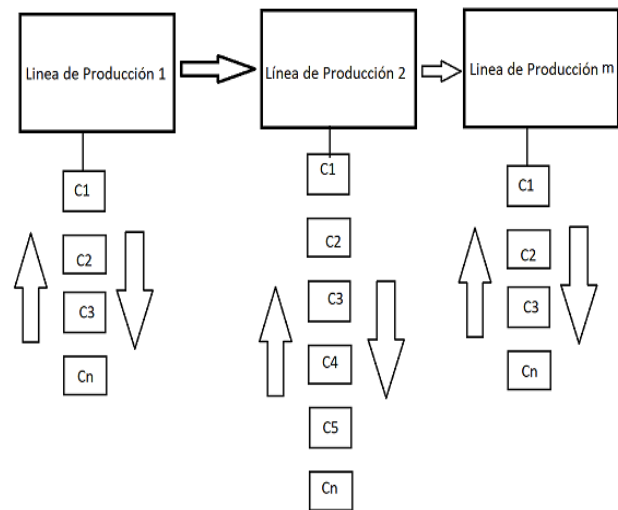 Linea de Producción 1
Línea de Producción 2
Linea de Producción m
C1
C2
C3
Cn
C1
C2
C3
C4
C5
Cn
C1
C2
C3
Cn